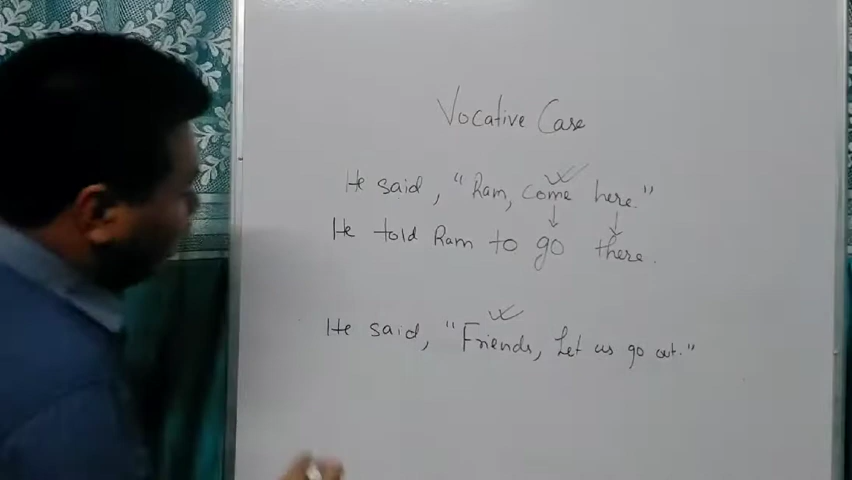 Vocative Case
He said, "Ram, come here."
He told Ram to go there.
He said, "Friends, Let us go out."